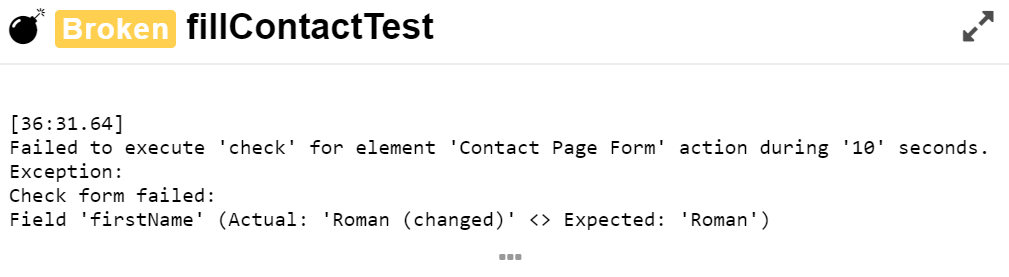 Broken fillContactTest
[36:31.64]
Failed to execute 'check' for element 'Contact Page Form' action during '10' seconds.
Exception:
Check form failed:
Field 'firstName' (Actual: 'Roman (changed)' <> Expected: 'Roman')